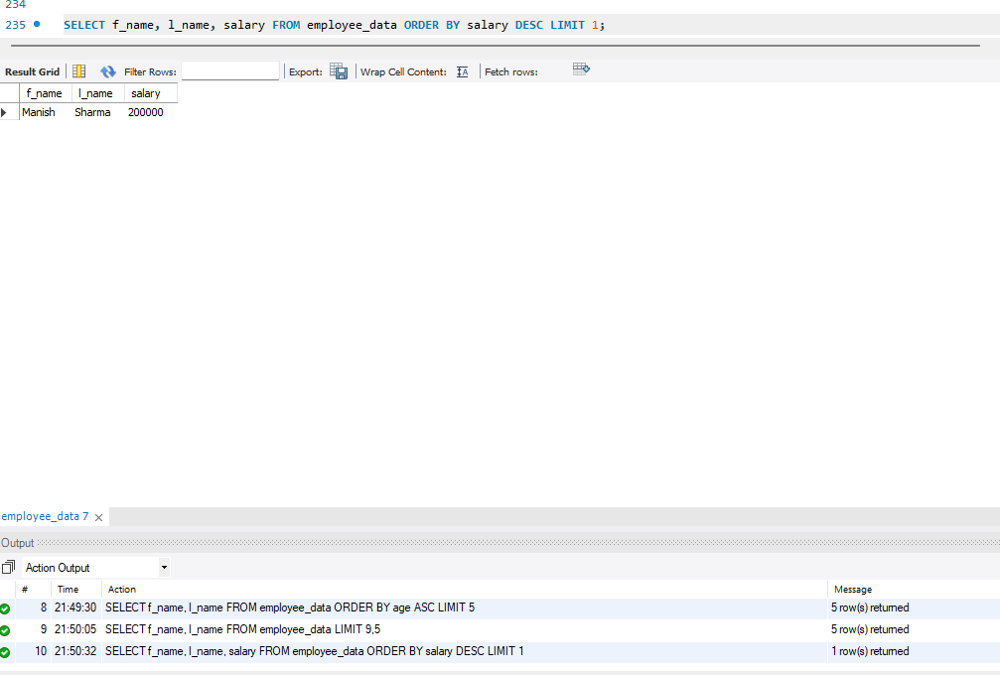 234
235 SELECT f_name, l_name, salary FROM employee_data ORDER BY salary DESC LIMIT 1;
Result Grid Filter Rows: Export: Wrap Cell Content: IA Fetch rows:
f_name l_name salary
Manish Sharma 200000
employee_data 7
Output
Action Output
# Time Action Message
8 21:49:30 SELECT f_name, l_name FROM employee_data ORDER BY age ASC LIMIT 5 5 row(s) returned
9 21:50:05 SELECT f_name, l_name FROM employee_data LIMIT 9,5 5 row(s) returned
10 21:50:32 SELECT f_name, l_name, salary FROM employee_data ORDER BY salary DESC LIMIT 1 1 row(s) returned